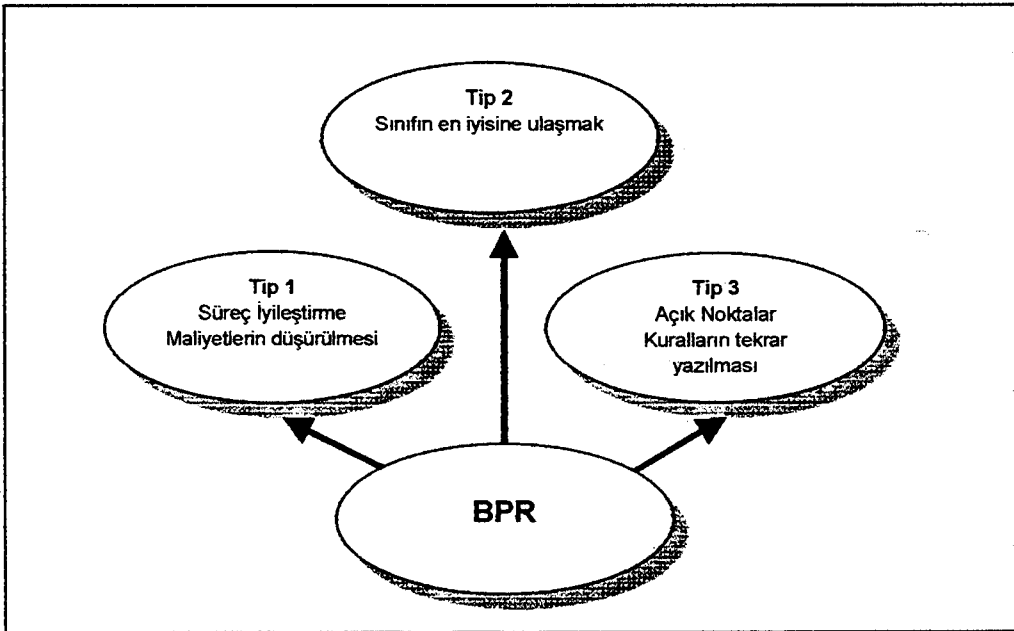 Tip 2
Sınıfın en iyisine ulaşmak
Tip 1
Süreç İyileştirme
Maliyetlerin düşürülmesi
Tip 3
Açık Noktalar
Kuralların tekrar
yazılması
BPR